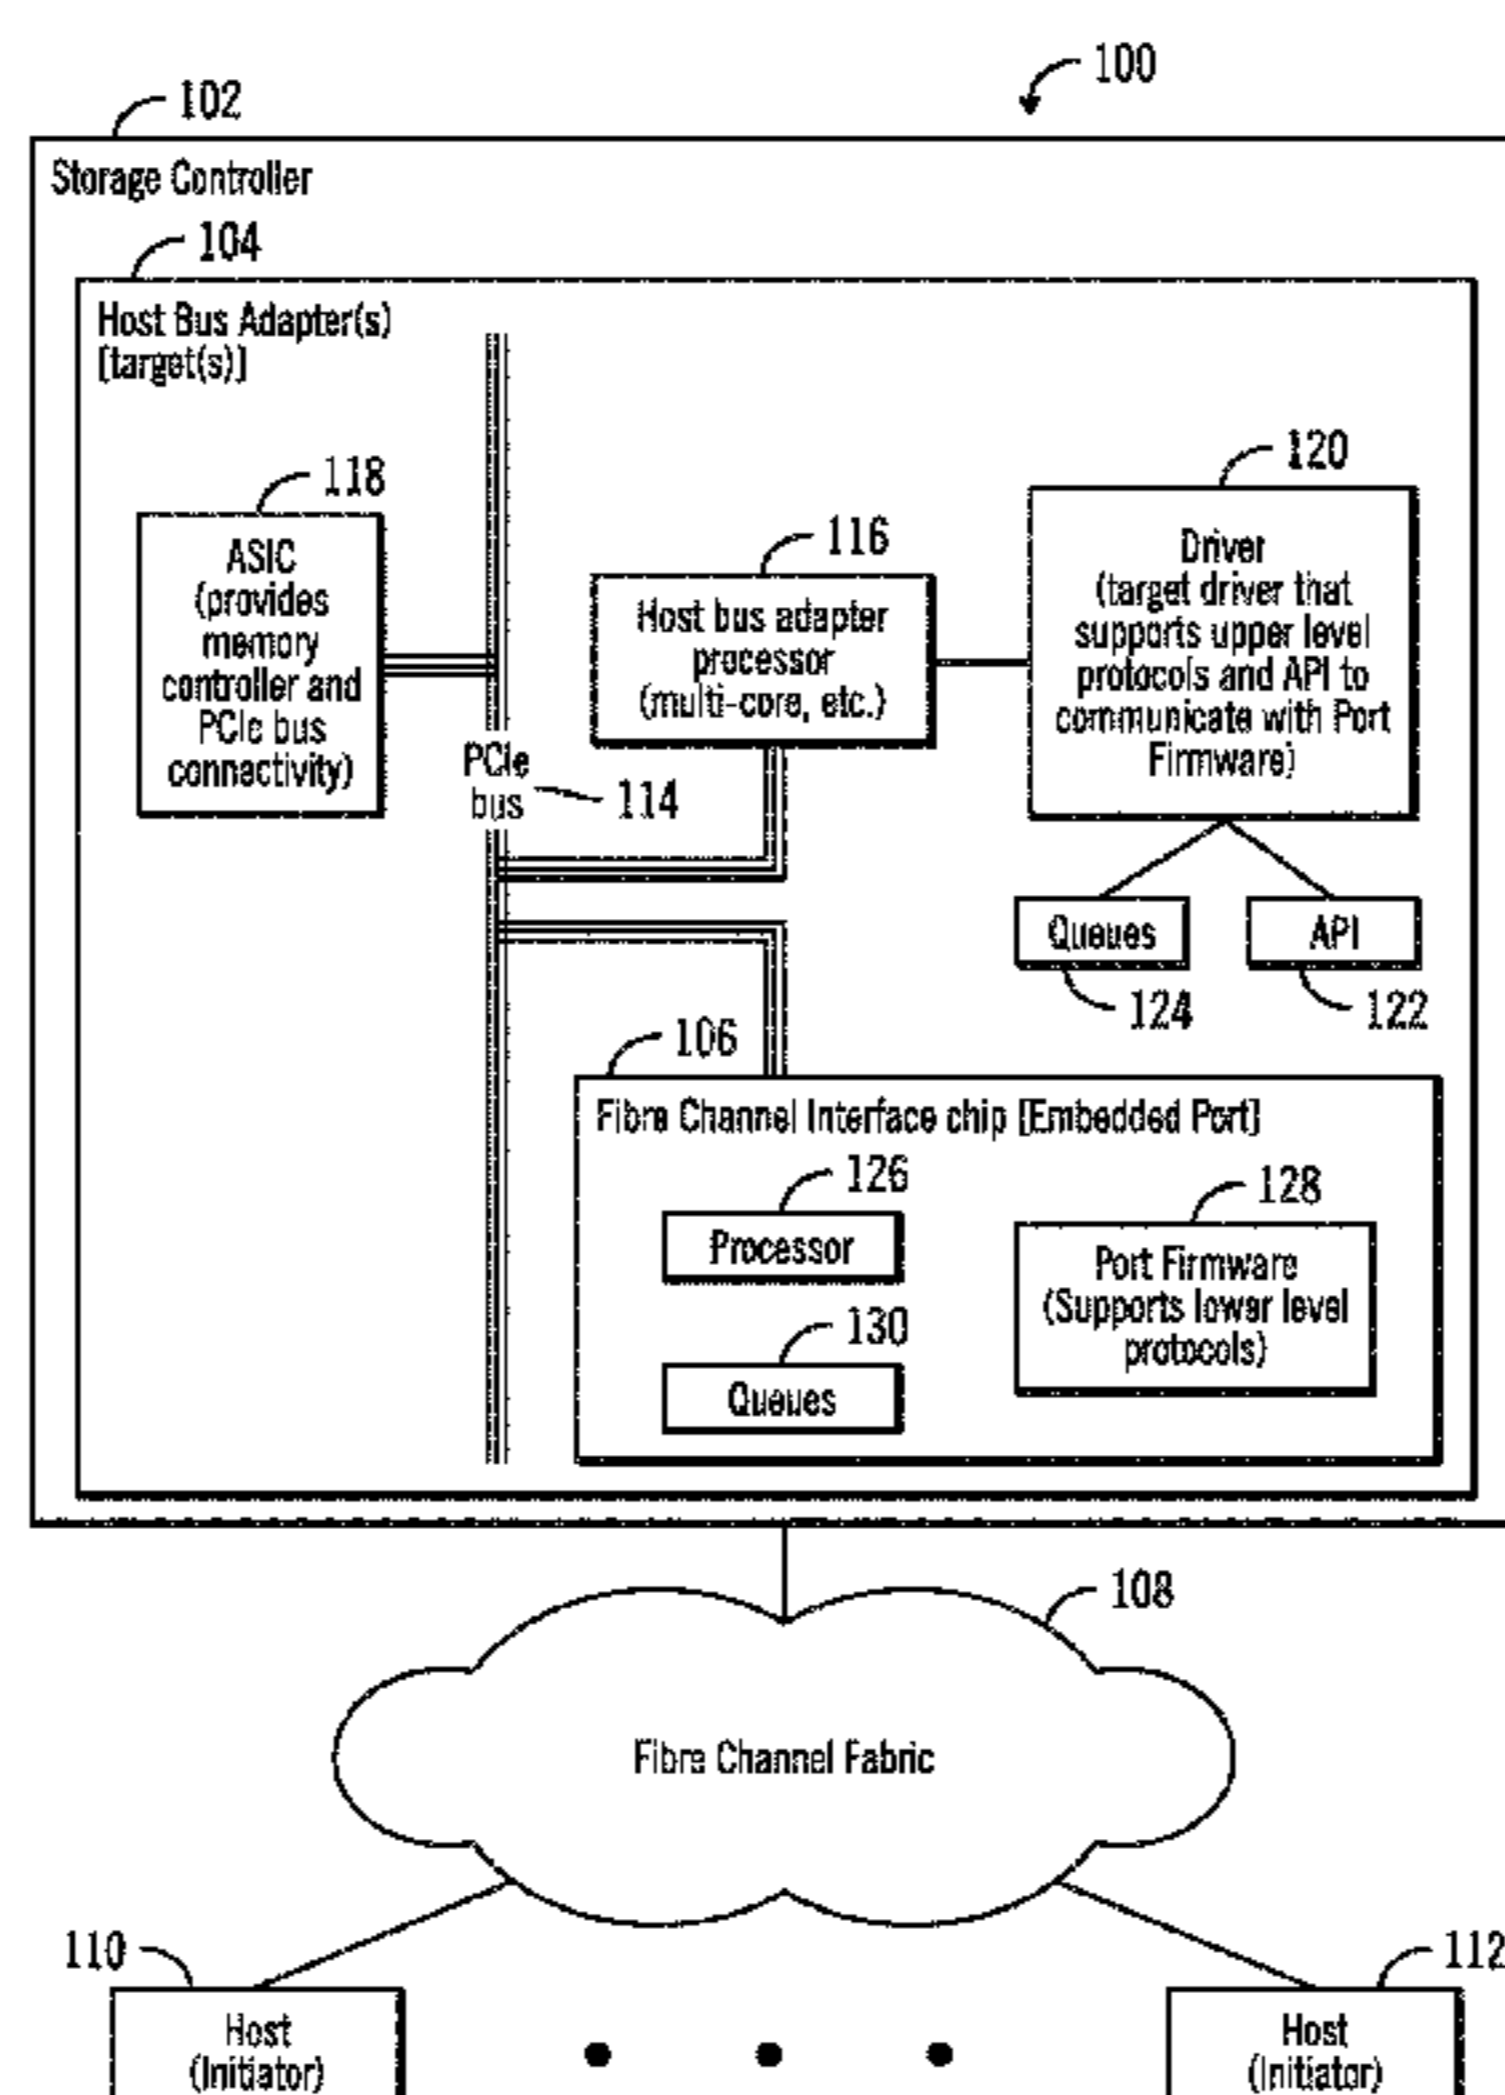 100
102
Storage Controller
104
Host Bus Adapter(s)
[target(s)]
118
ASIC
(provides
memory
controller and
PCIe bus
connectivity)
PCIe
bus
114
116
Host bus adapter
processor
(multi-core, etc.)
120
Driver
(target driver that
supports upper level
protocols and API to
communicate with Port
Firmware)
Queues
124
API
122
106
Fibre Channel Interface chip [Embedded Port]
126
Processor
130
Queues
128
Port Firmware
(Supports lower level
protocols)
108
Fibre Channel Fabric
110
Host
(Initiator)
112
Host
(Initiator)